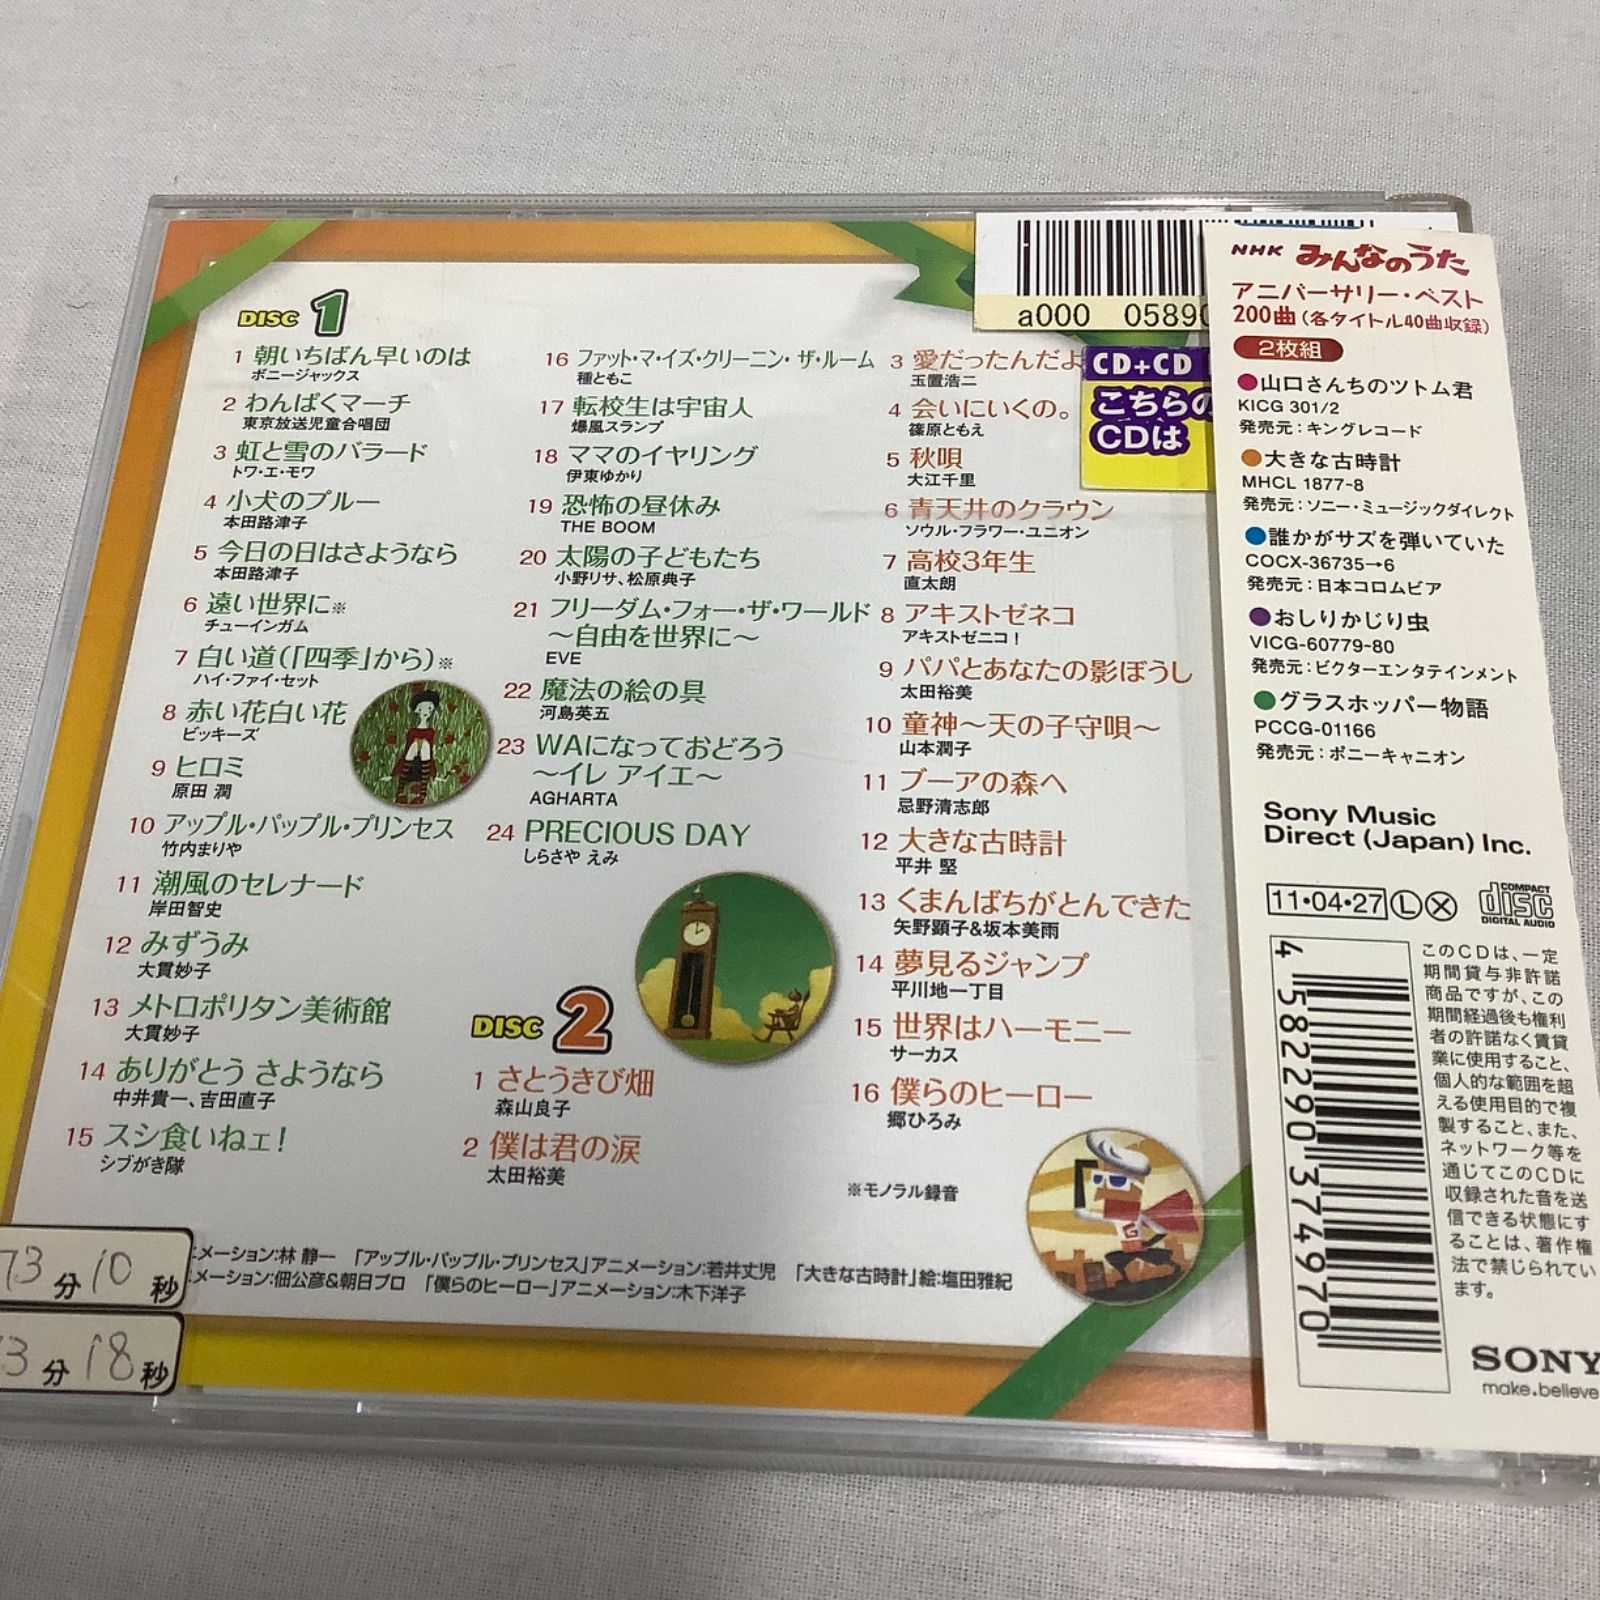 DISC 1
1 朝いちばん早いのは
ボニージャックス
2 わんぱくマーチ
東京放送児童合唱団
3 虹と雪のバラード
トワ・エ・モワ
4 小犬のプルー
本田路津子
5 今日の日はさようなら
本田路津子
6 遠い世界に※
チューインガム
7 白い道(「四季」から)※
ハイ・ファイ・セット
8 赤い花白い花
ビッキーズ
9 ヒロミ
原田 潤
10 アップル・パップル・プリンセス
竹内まりや
11 潮風のセレナード
岸田智史
12 みずうみ
大貫妙子
13 メトロポリタン美術館
大貫妙子
14 ありがとう さようなら
中井貴一、吉田直子
15 スシ食いねェ!
シブがき隊
16 ファット・マ・イズ・クリーニン・ザ・ルーム
種ともこ
17 転校生は宇宙人
爆風スランプ
18 ママのイヤリング
伊東ゆかり
19 恐怖の昼休み
THE BOOM
20 太陽の子どもたち
小野リサ、松原典子
21 フリーダム・フォー・ザ・ワールド
〜自由を世界に〜
EVE
22 魔法の絵の具
河島英五
23 WAになっておどろう
〜イレ アイエ〜
AGHARTA
24 PRECIOUS DAY
しらさや えみ
DISC 2
1 さとうきび畑
森山良子
2 僕は君の涙
太田裕美
3 愛だったんだよ
玉置浩二
4 会いにいくの。
篠原ともえ
5 秋唄
大江千里
6 青天井のクラウン
ソウル・フラワー・ユニオン
7 高校3年生
直太朗
8 アキストゼネコ
アキストゼニコ!
9 パパとあなたの影ぼうし
太田裕美
10 童神〜天の子守唄〜
山本潤子
11 ブーアの森へ
忌野清志郎
12 大きな古時計
平井 堅
13 くまんばちがとんできた
矢野顕子&坂本美雨
14 夢見るジャンプ
平川地一丁目
15 世界はハーモニー
サーカス
16 僕らのヒーロー
郷ひろみ
※モノラル録音
ニメーション:林 静一 「アップル・パップル・プリンセス」アニメーション:若井丈児 「大きな古時計」絵:塩田雅紀
メーション:佃公彦&朝日プロ 「僕らのヒーロー」アニメーション:木下洋子
73分10秒
3分18秒
a000 0589
CD+CD
こちらの
CDは
NHK みんなのうた
アニバーサリー・ベスト
200曲(各タイトル40曲収録)
2枚組
●山口さんちのツトム君
KICG 301/2
発売元:キングレコード
●大きな古時計
MHCL 1877-8
発売元:ソニー・ミュージックダイレクト
●誰かがサズを弾いていた
COCX-36735→6
発売元:日本コロムビア
●おしりかじり虫
VICG-60779-80
発売元:ビクターエンタテインメント
●グラスホッパー物語
PCCG-01166
発売元:ポニーキャニオン
Sony Music
Direct (Japan) Inc.
11・04・27 L X
COMPACT
disc
DIGITAL AUDIO
4 582290 374970
このCDは、一定
期間貸与非許諾
商品ですが、この
期間経過後も権利
者の許諾なく賃貸
業に使用すること、
個人的な範囲を超
える使用目的で複
製すること、また、
ネットワーク等を
通じてこのCDに
収録された音を送
信できる状態にす
ることは、著作権
法で禁じられてい
ます。
SONY
make.believe